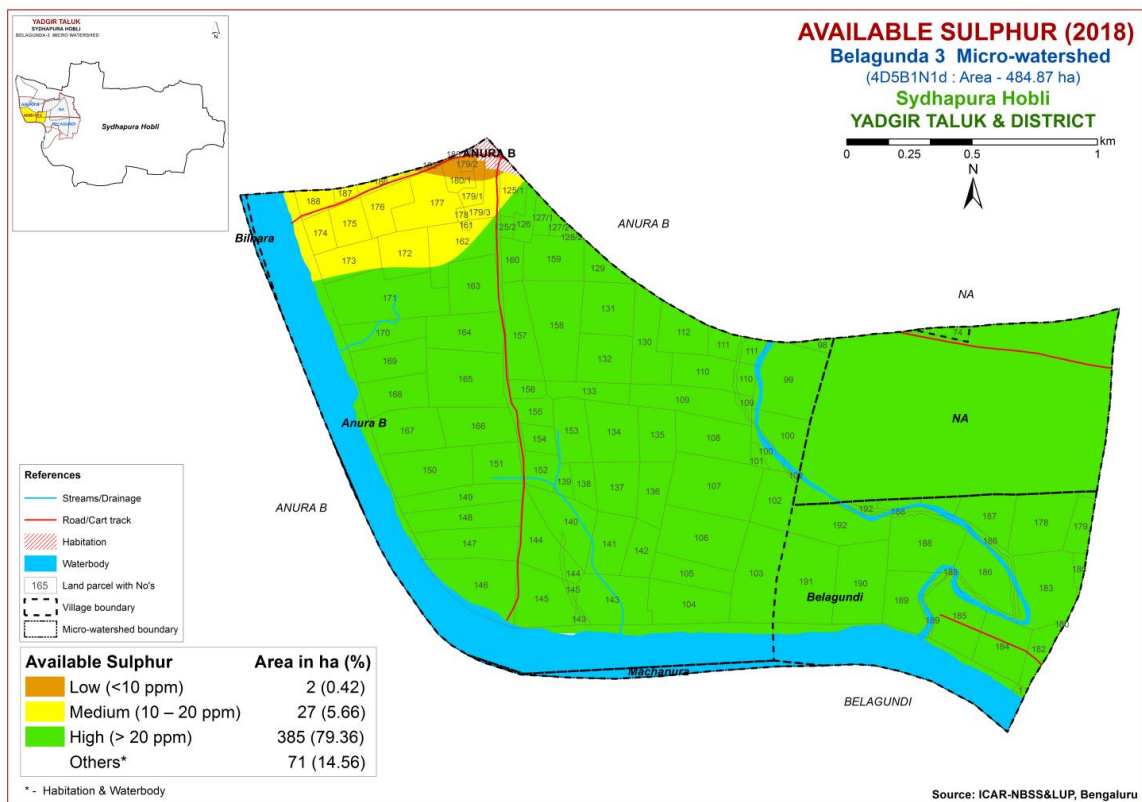 YADGIR TALUK
SYDHAPURA HOBLI
BELAGUNDA-3 MICRO WATERSHED
N
ANURA B
NA
BELAGUNDI
Sydhapura Hobli
AVAILABLE SULPHUR (2018)
Belagunda 3 Micro-watershed
(4D5B1N1d : Area - 484.87 ha)
Sydhapura Hobli
YADGIR TALUK & DISTRICT
km
0 0.25 0.5 1
N
ANURA B
179/2
188 187 180/1 125/1
176 177 179/1
174 175 178 179/3 127/1
161 126 127/2
173 172 162 128/2
Bilhara
ANURA B
160 159 129
NA
171 163
131
170 164 157 158 130 112 111 111 98 74
169 132 110 110 99
168 165 156 133 109 109
NA
Anura B
167 166 155 153 134 135 108 100
154 100
150 151 152 101
139 138 137 136 107 102
149
ANURA B
148 140 192 192 188 187 178 179
147 144 141 142 106 188 186
146 144 105 103 191 190 188 186 183
145 145 143 104 189 185
143 189 184 182
Belagundi
Machanura
BELAGUNDI
References
Streams/Drainage
Road/Cart track
Habitation
Waterbody
165 Land parcel with No's
Village boundary
Micro-watershed boundary
Available Sulphur Area in ha (%)
Low (<10 ppm) 2 (0.42)
Medium (10 – 20 ppm) 27 (5.66)
High (> 20 ppm) 385 (79.36)
Others* 71 (14.56)
* - Habitation & Waterbody
Source: ICAR-NBSS&LUP, Bengaluru